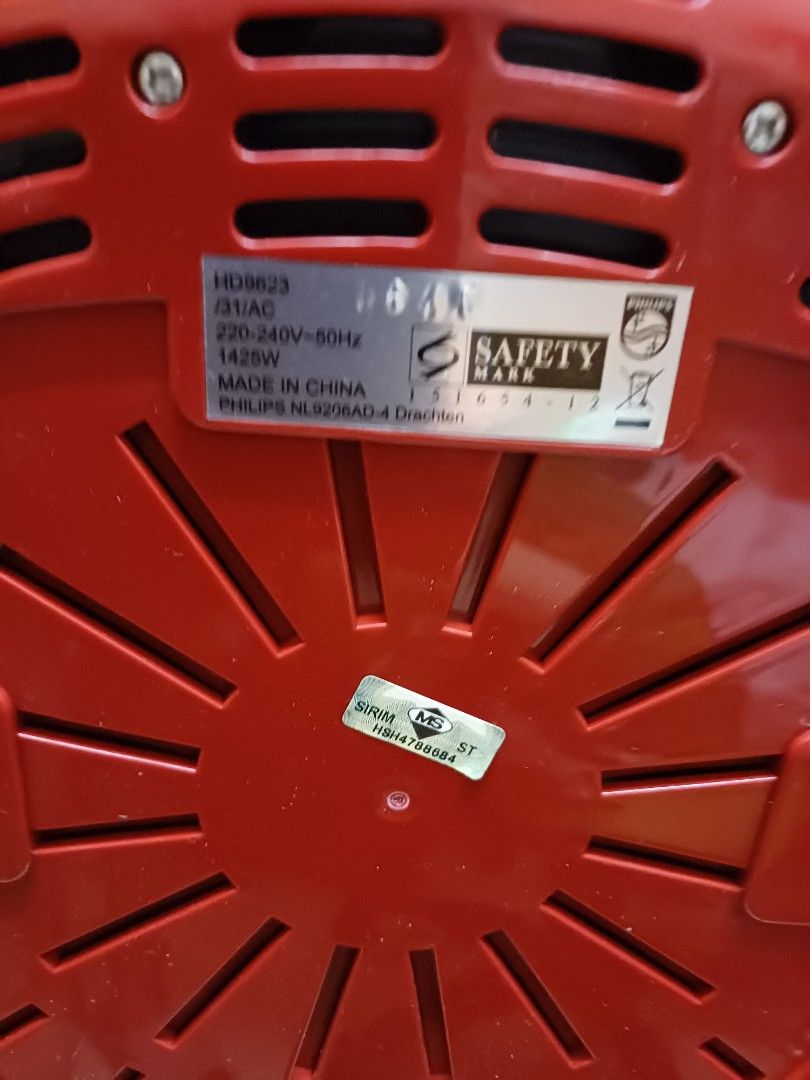 HD9623
/31/AC
220-240V~50Hz
1425W
MADE IN CHINA
PHILIPS NL9206AD-4 Drachten
SAFETY
MARK
151654-12
PHILIPS
SIRIM MS ST
HSH4788684